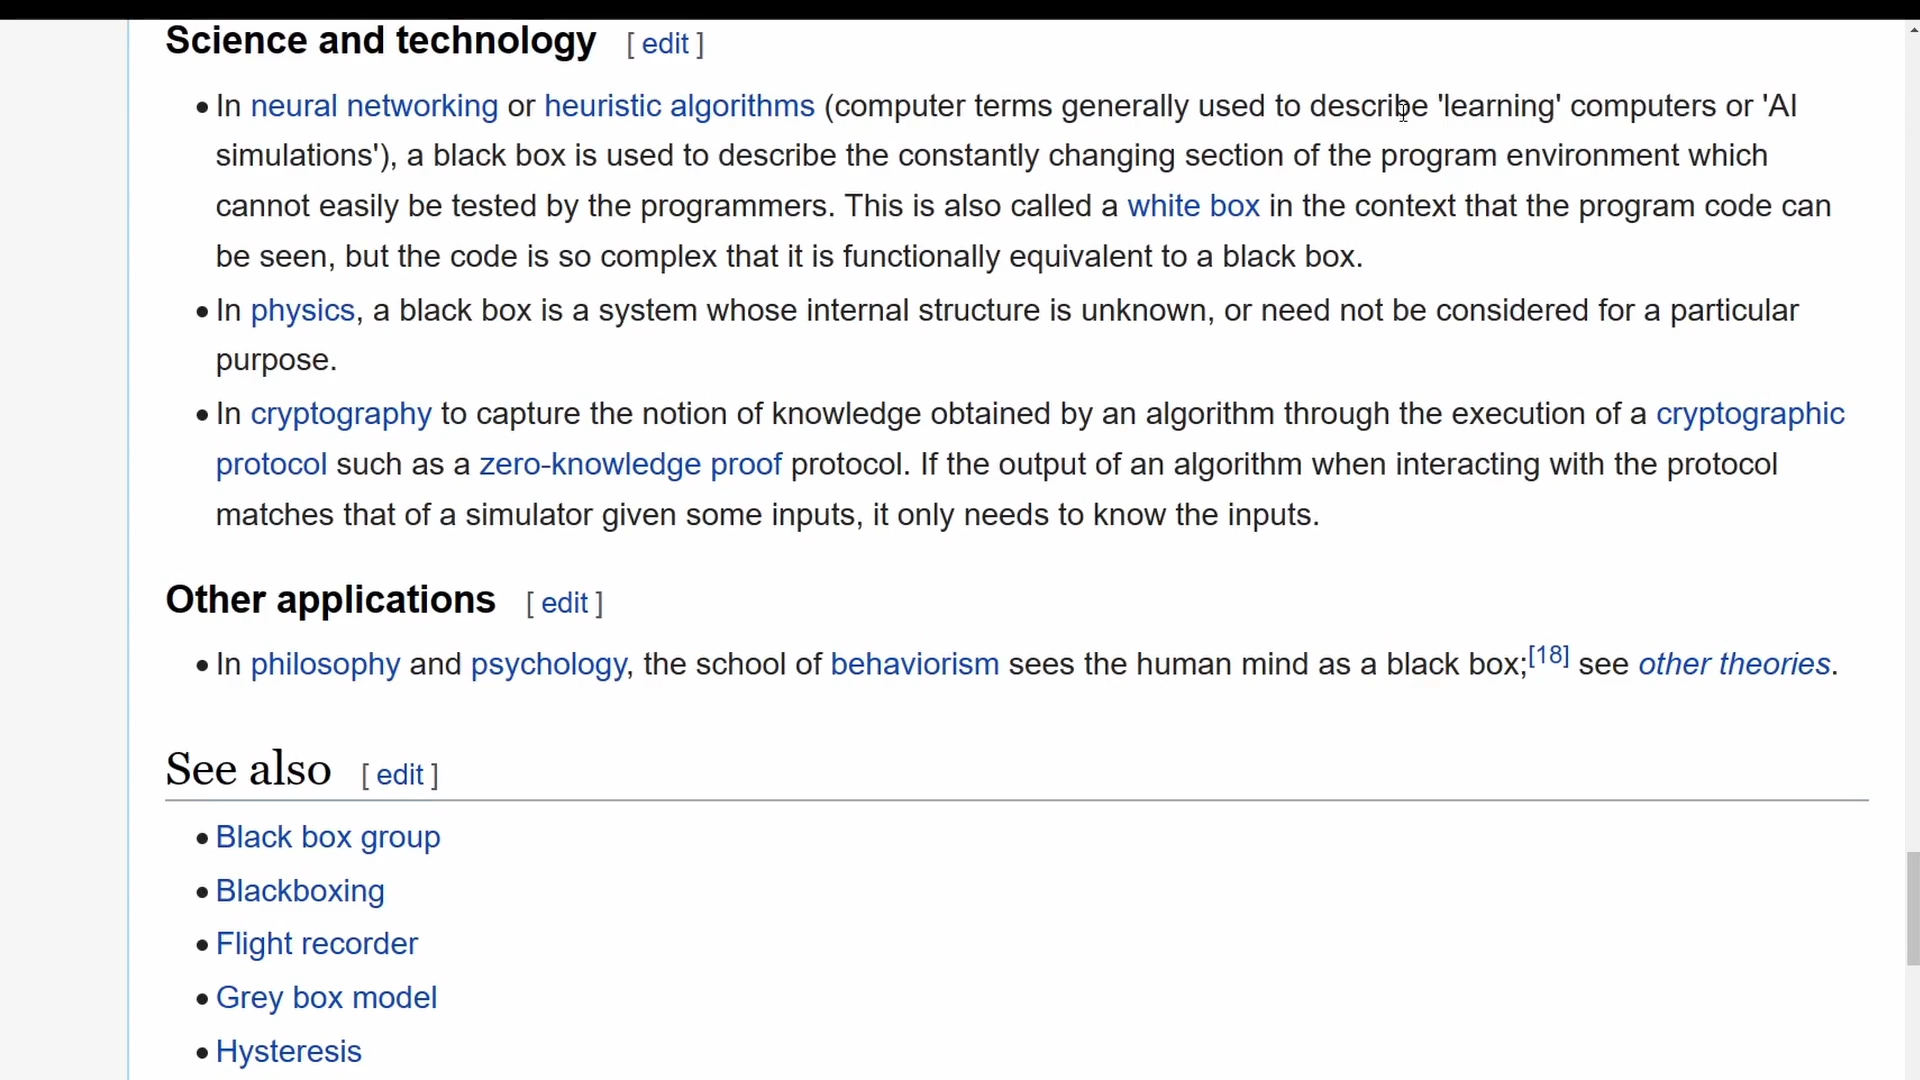 Science and technology [ edit ]
• In neural networking or heuristic algorithms (computer terms generally used to describe 'learning' computers or 'AI
simulations'), a black box is used to describe the constantly changing section of the program environment which
cannot easily be tested by the programmers. This is also called a white box in the context that the program code can
be seen, but the code is so complex that it is functionally equivalent to a black box.
• In physics, a black box is a system whose internal structure is unknown, or need not be considered for a particular
purpose.
• In cryptography to capture the notion of knowledge obtained by an algorithm through the execution of a cryptographic
protocol such as a zero-knowledge proof protocol. If the output of an algorithm when interacting with the protocol
matches that of a simulator given some inputs, it only needs to know the inputs.
Other applications [ edit ]
• In philosophy and psychology, the school of behaviorism sees the human mind as a black box;[18] see other theories.
See also [ edit ]
• Black box group
• Blackboxing
• Flight recorder
• Grey box model
• Hysteresis